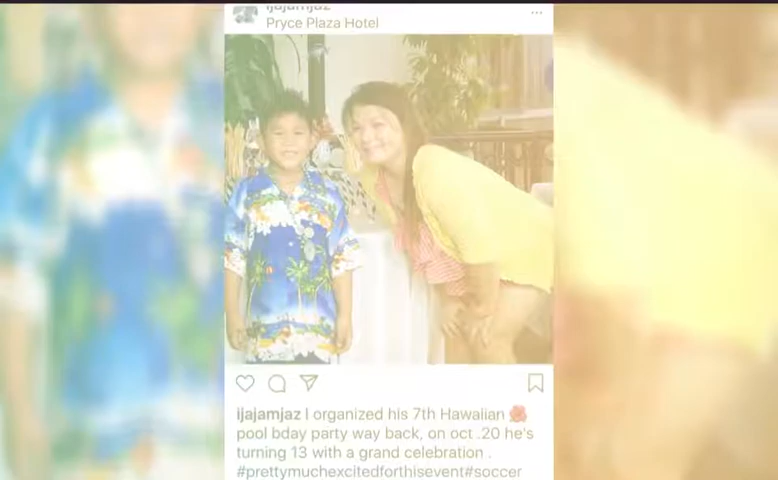 ijajamjaz
Pryce Plaza Hotel
ijajamjaz I organized his 7th Hawaiian 🌺
pool bday party way back, on oct .20 he's
turning 13 with a grand celebration .
#prettymuchexcitedforthisevent#soccer